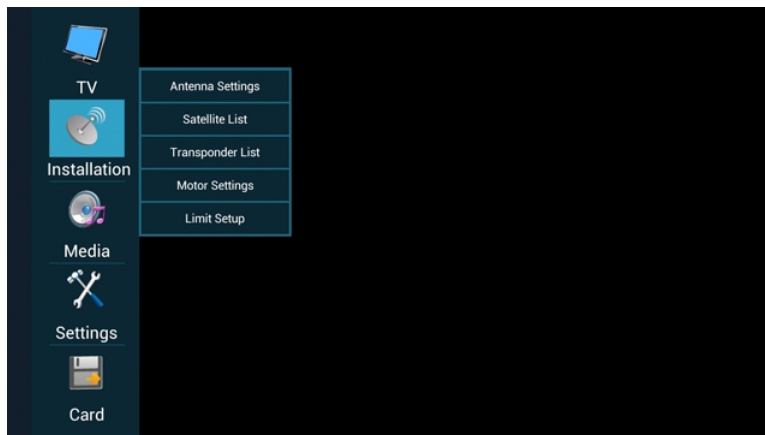 TV
Installation
Media
Settings
Card
Antenna Settings
Satellite List
Transponder List
Motor Settings
Limit Setup